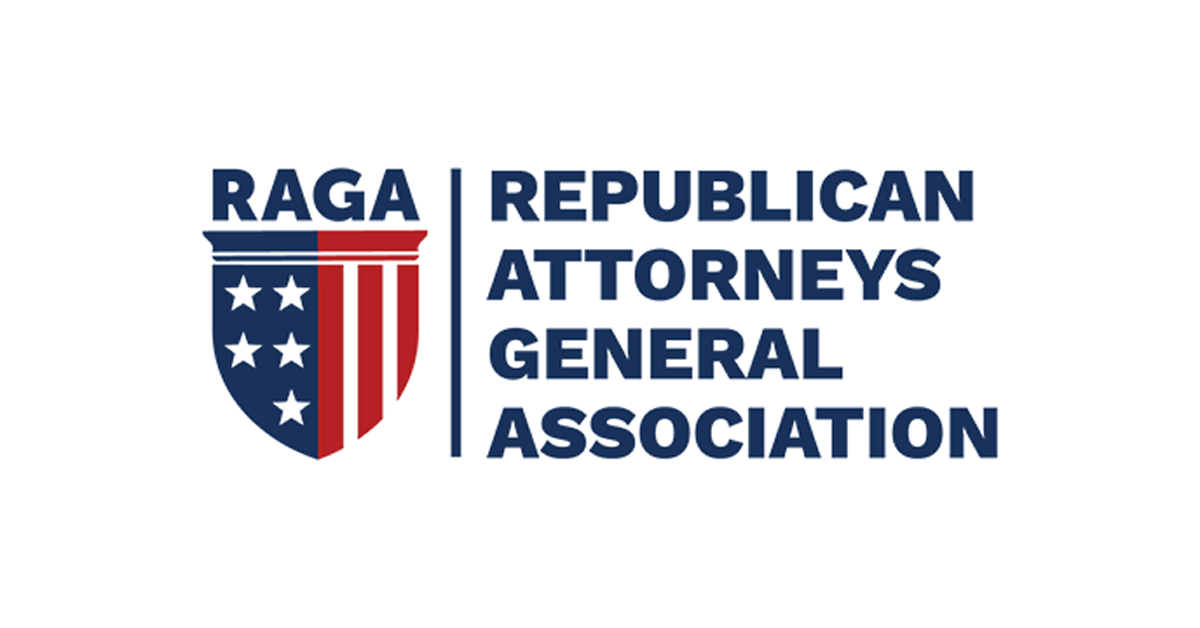 RAGA
REPUBLICAN
ATTORNEYS
GENERAL
ASSOCIATION